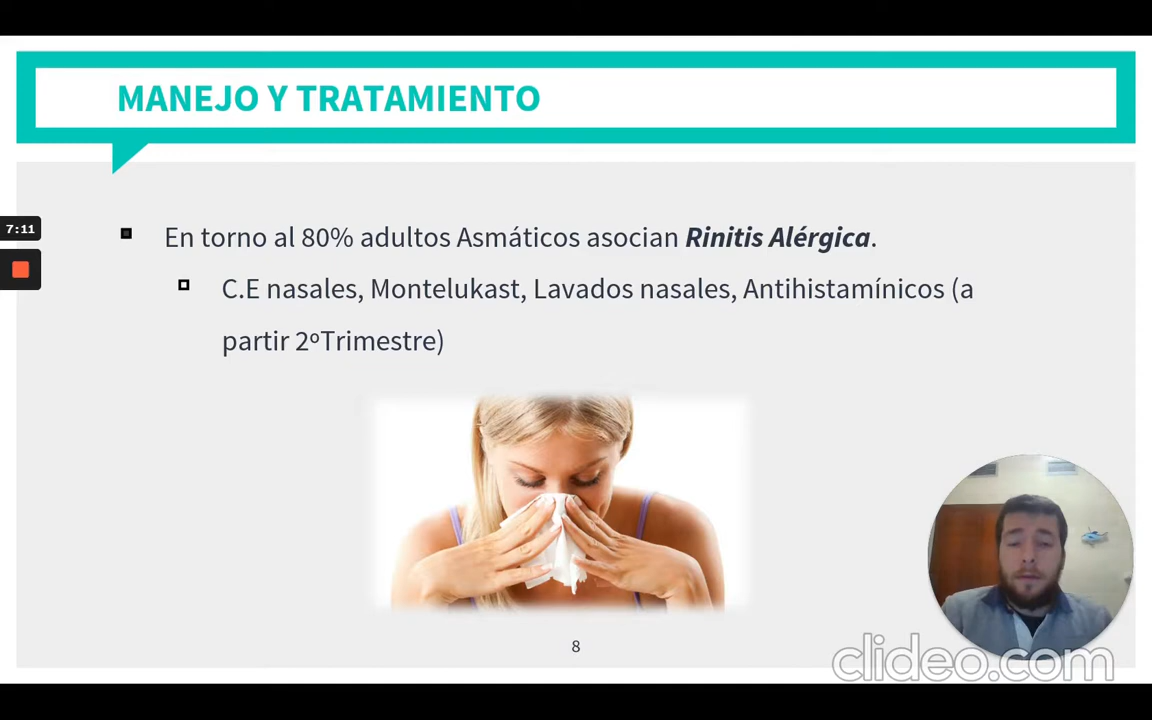 MANEJO Y TRATAMIENTO
7:11
En torno al 80% adultos Asmáticos asocian Rinitis Alérgica.
C.E nasales, Montelukast, Lavados nasales, Antihistamínicos (a
partir 2ºTrimestre)
8
clideo.com